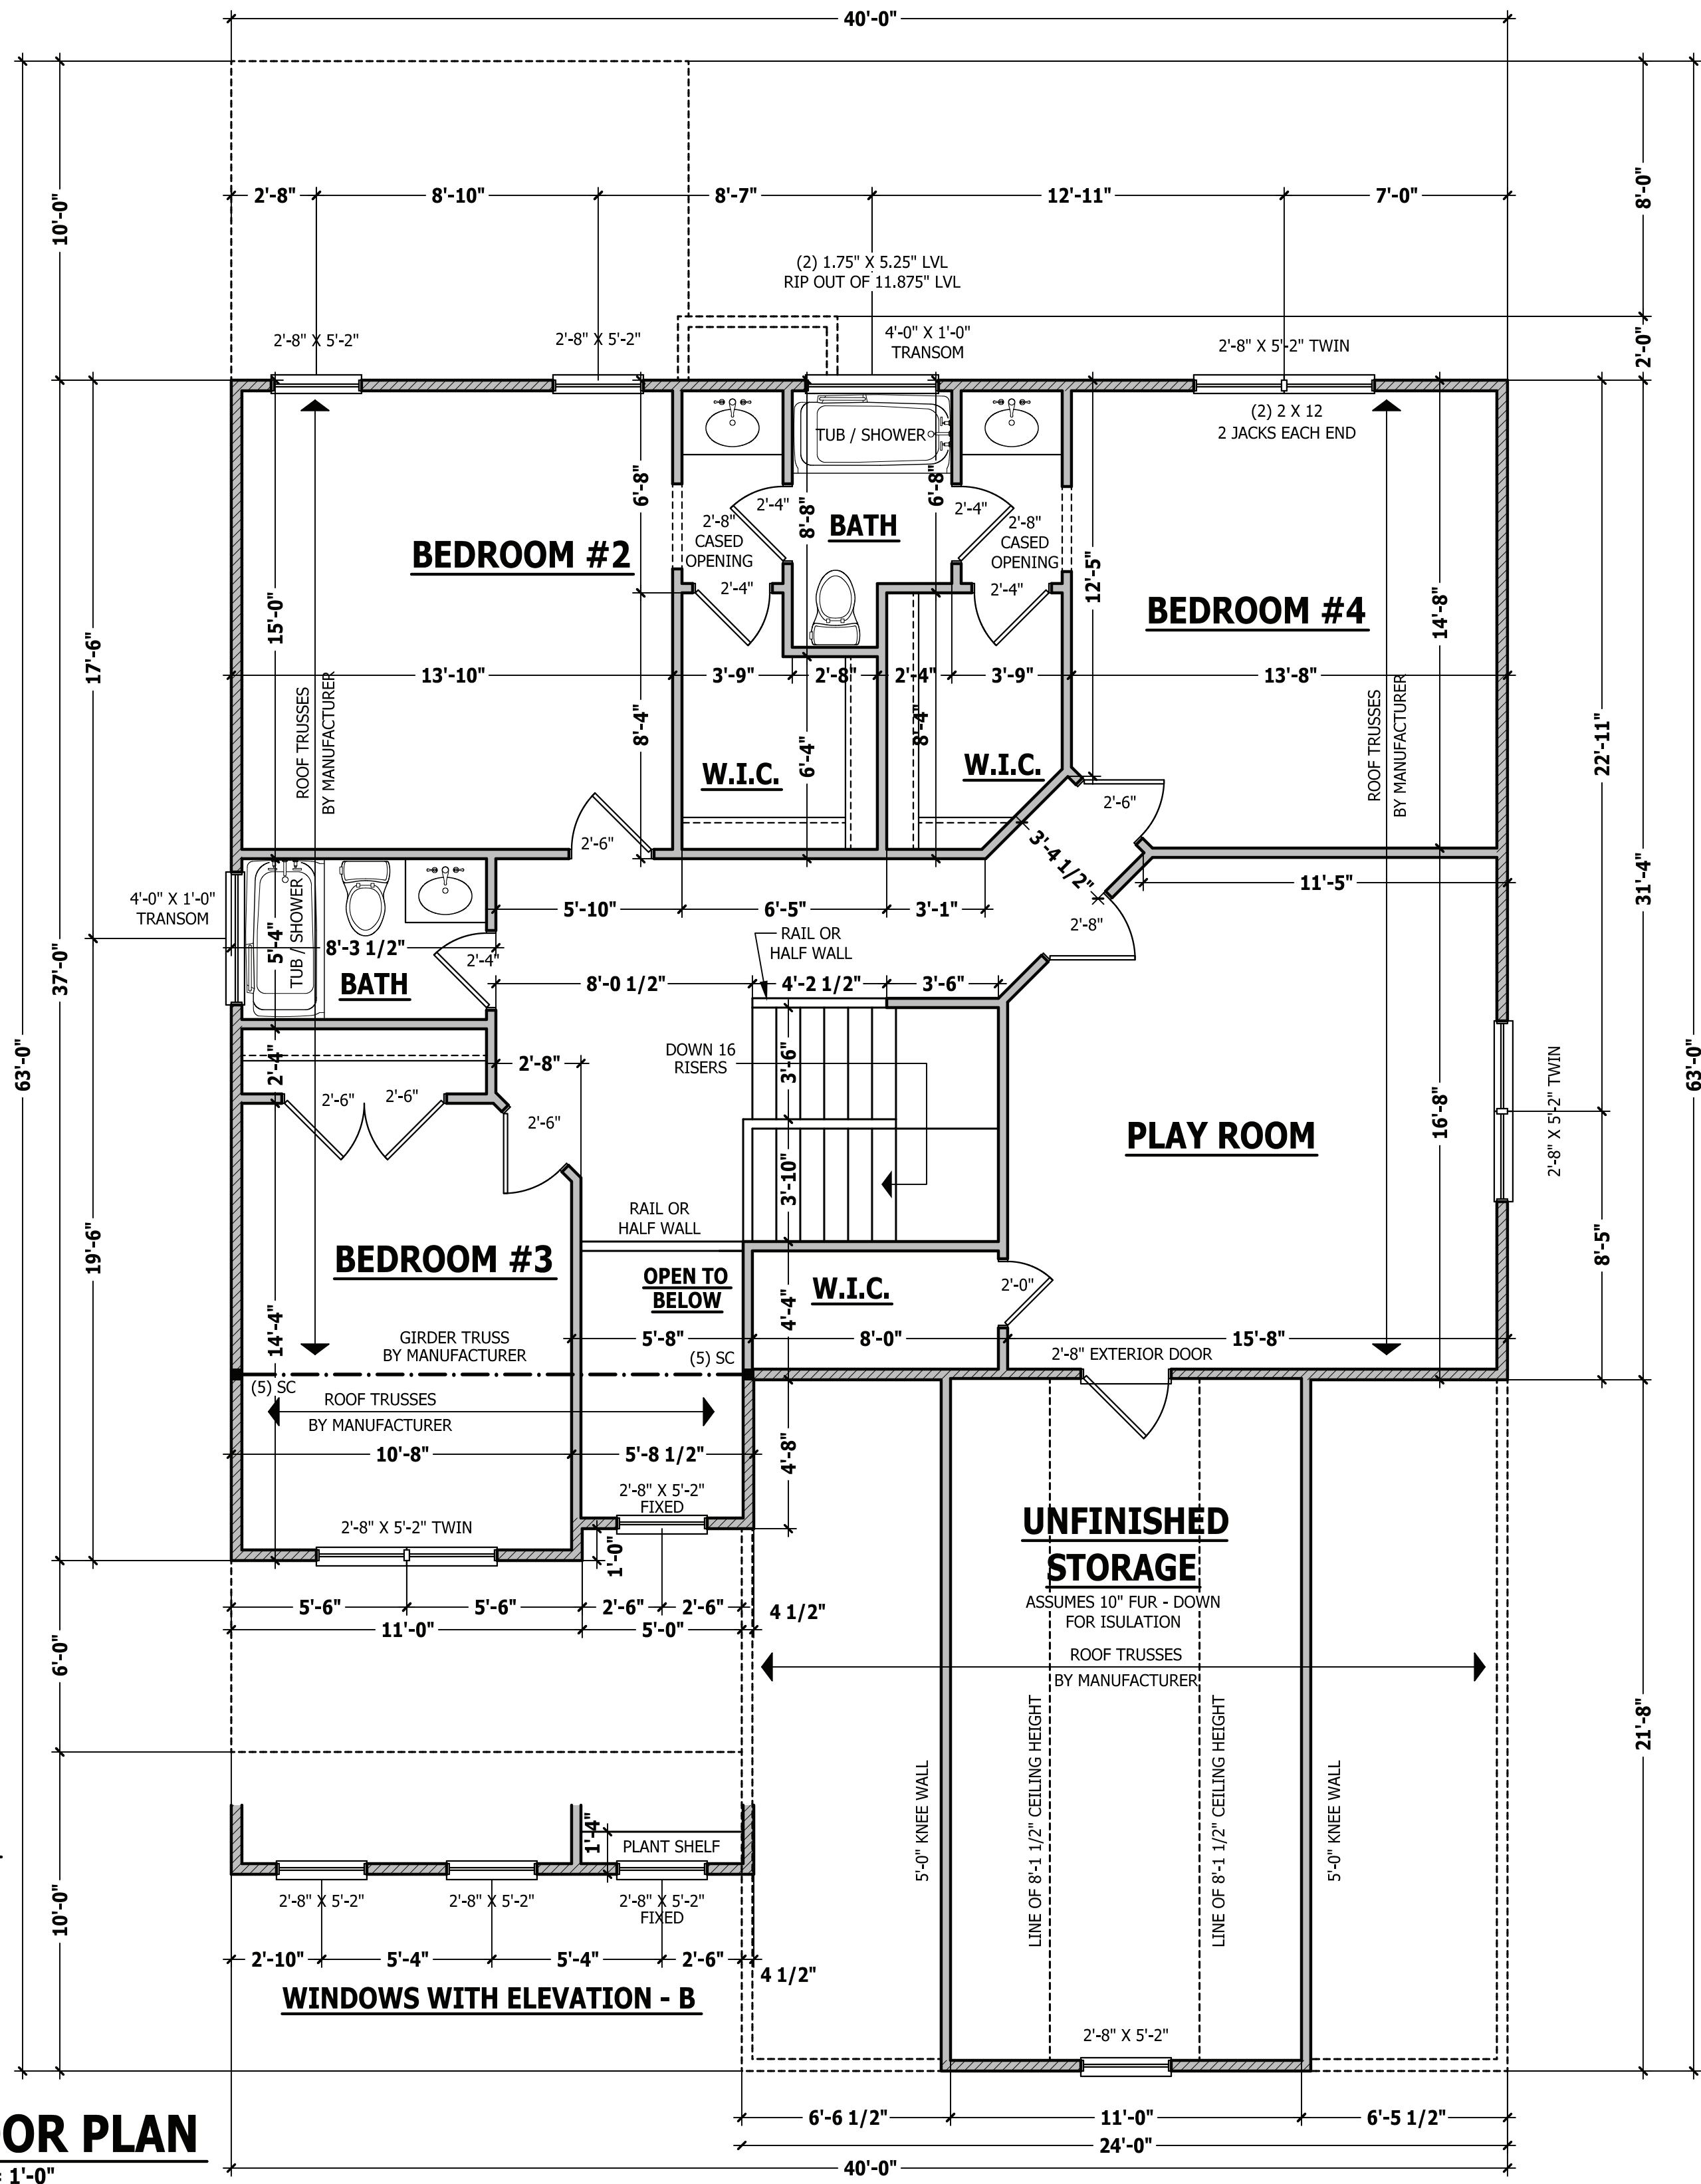 40'-0"
2'-8" 8'-10" 8'-7" 12'-11" 7'-0"
10'-0"
8'-0"
(2) 1.75" X 5.25" LVL
RIP OUT OF 11.875" LVL
2'-8" X 5'-2"
2'-8" X 5'-2"
4'-0" X 1'-0"
TRANSOM
2'-8" X 5'-2" TWIN
2'-0"
(2) 2 X 12
2 JACKS EACH END
TUB / SHOWER
6'-8"
8'-8"
6'-8"
2'-4"
2'-4"
2'-8"
CASED
OPENING
2'-8"
CASED
OPENING
BATH
BEDROOM #2
2'-4"
2'-4"
12'-5"
BEDROOM #4
14'-8"
15'-0"
17'-6"
13'-10" 3'-9" 2'-8" 2'-4" 3'-9" 13'-8"
ROOF TRUSSES
BY MANUFACTURER
8'-4"
6'-4"
8'-4"
W.I.C.
W.I.C.
ROOF TRUSSES
BY MANUFACTURER
22'-11"
2'-6"
2'-6"
3'-4 1/2"
11'-5"
31'-4"
4'-0" X 1'-0"
TRANSOM
TUB / SHOWER
5'-4"
8'-3 1/2"
BATH
2'-4"
5'-10" 6'-5" 3'-1"
2'-8"
RAIL OR
HALF WALL
8'-0 1/2" 4'-2 1/2" 3'-6"
37'-0"
63'-0"
63'-0"
2'-4"
2'-8"
DOWN 16
RISERS
3'-6"
2'-6"
2'-6"
2'-6"
PLAY ROOM
16'-8"
2'-8" X 5'-2" TWIN
3'-10"
RAIL OR
HALF WALL
19'-6"
8'-5"
BEDROOM #3
OPEN TO
BELOW
W.I.C.
2'-0"
14'-4"
4'-4"
GIRDER TRUSS
BY MANUFACTURER
5'-8" 8'-0" 15'-8"
(5) SC
2'-8" EXTERIOR DOOR
(5) SC
ROOF TRUSSES
BY MANUFACTURER
10'-8" 5'-8 1/2"
4'-8"
2'-8" X 5'-2"
FIXED
2'-8" X 5'-2" TWIN
1'-0"
UNFINISHED
STORAGE
ASSUMES 10" FUR - DOWN
FOR ISULATION
5'-6" 5'-6" 2'-6" 2'-6" 4 1/2"
11'-0" 5'-0"
6'-0"
ROOF TRUSSES
BY MANUFACTURER
21'-8"
5'-0" KNEE WALL
LINE OF 8'-1 1/2" CEILING HEIGHT
LINE OF 8'-1 1/2" CEILING HEIGHT
5'-0" KNEE WALL
1'-4"
PLANT SHELF
10'-0"
2'-8" X 5'-2"
2'-8" X 5'-2"
2'-8" X 5'-2"
FIXED
2'-10" 5'-4" 5'-4" 2'-6" 4 1/2"
WINDOWS WITH ELEVATION - B
2'-8" X 5'-2"
6'-6 1/2" 11'-0" 6'-5 1/2"
24'-0"
40'-0"
OOR PLAN
= 1'-0"